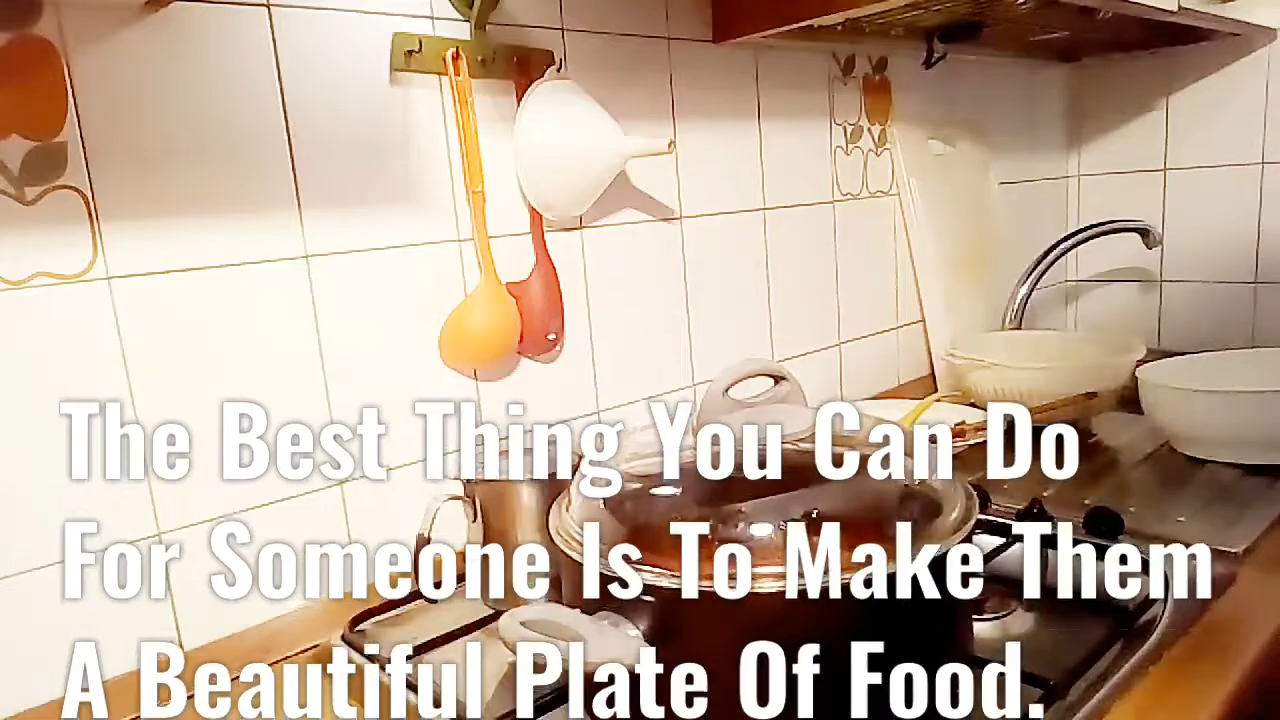 The Best Thing You Can Do
For Someone Is To Make Them
A Beautiful Plate Of Food.